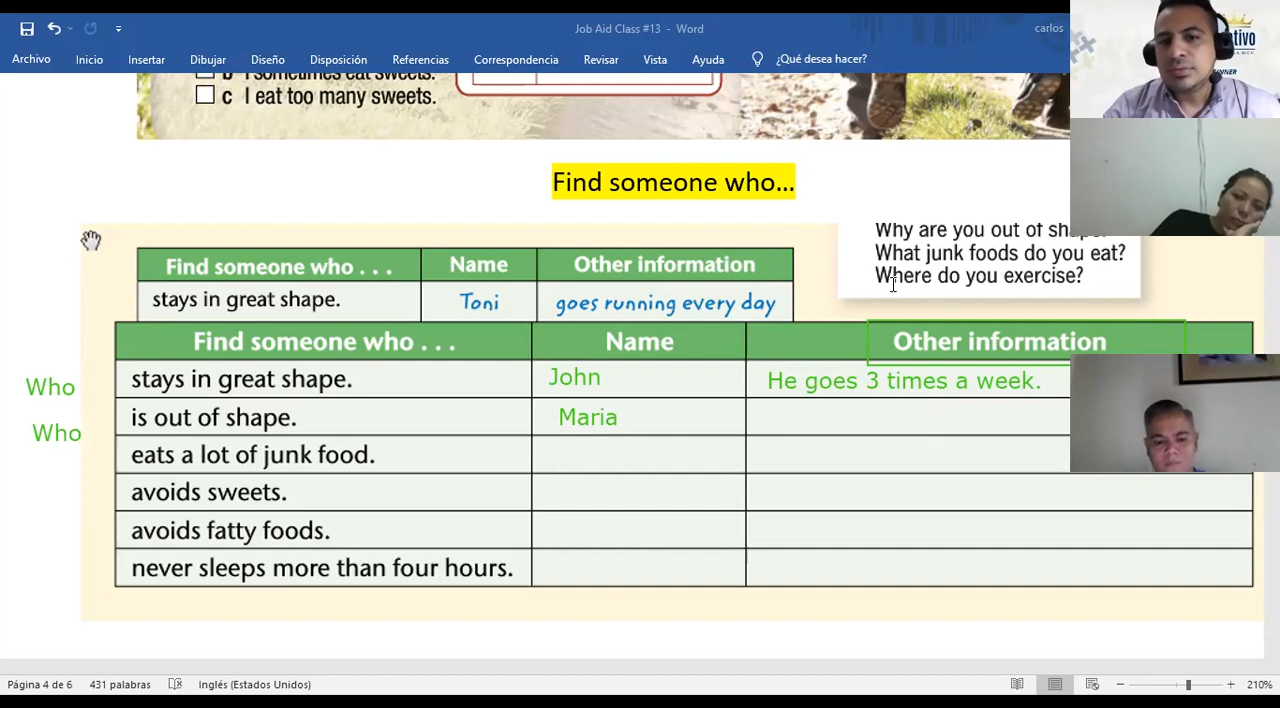 Job Aid Class #13 - Word
carlos
Archivo Inicio Insertar Dibujar Diseño Disposición Referencias Correspondencia Revisar Vista Ayuda ¿Qué desea hacer?
b I sometimes eat sweets.
c I eat too many sweets.
Find someone who...
Why are you out of shape?
What junk foods do you eat?
Where do you exercise?
Find someone who . . . Name Other information
stays in great shape. Toni goes running every day
Find someone who . . . Name Other information
Who stays in great shape. John He goes 3 times a week.
Who is out of shape. Maria
eats a lot of junk food.
avoids sweets.
avoids fatty foods.
never sleeps more than four hours.
Página 4 de 6 431 palabras Inglés (Estados Unidos) 210%